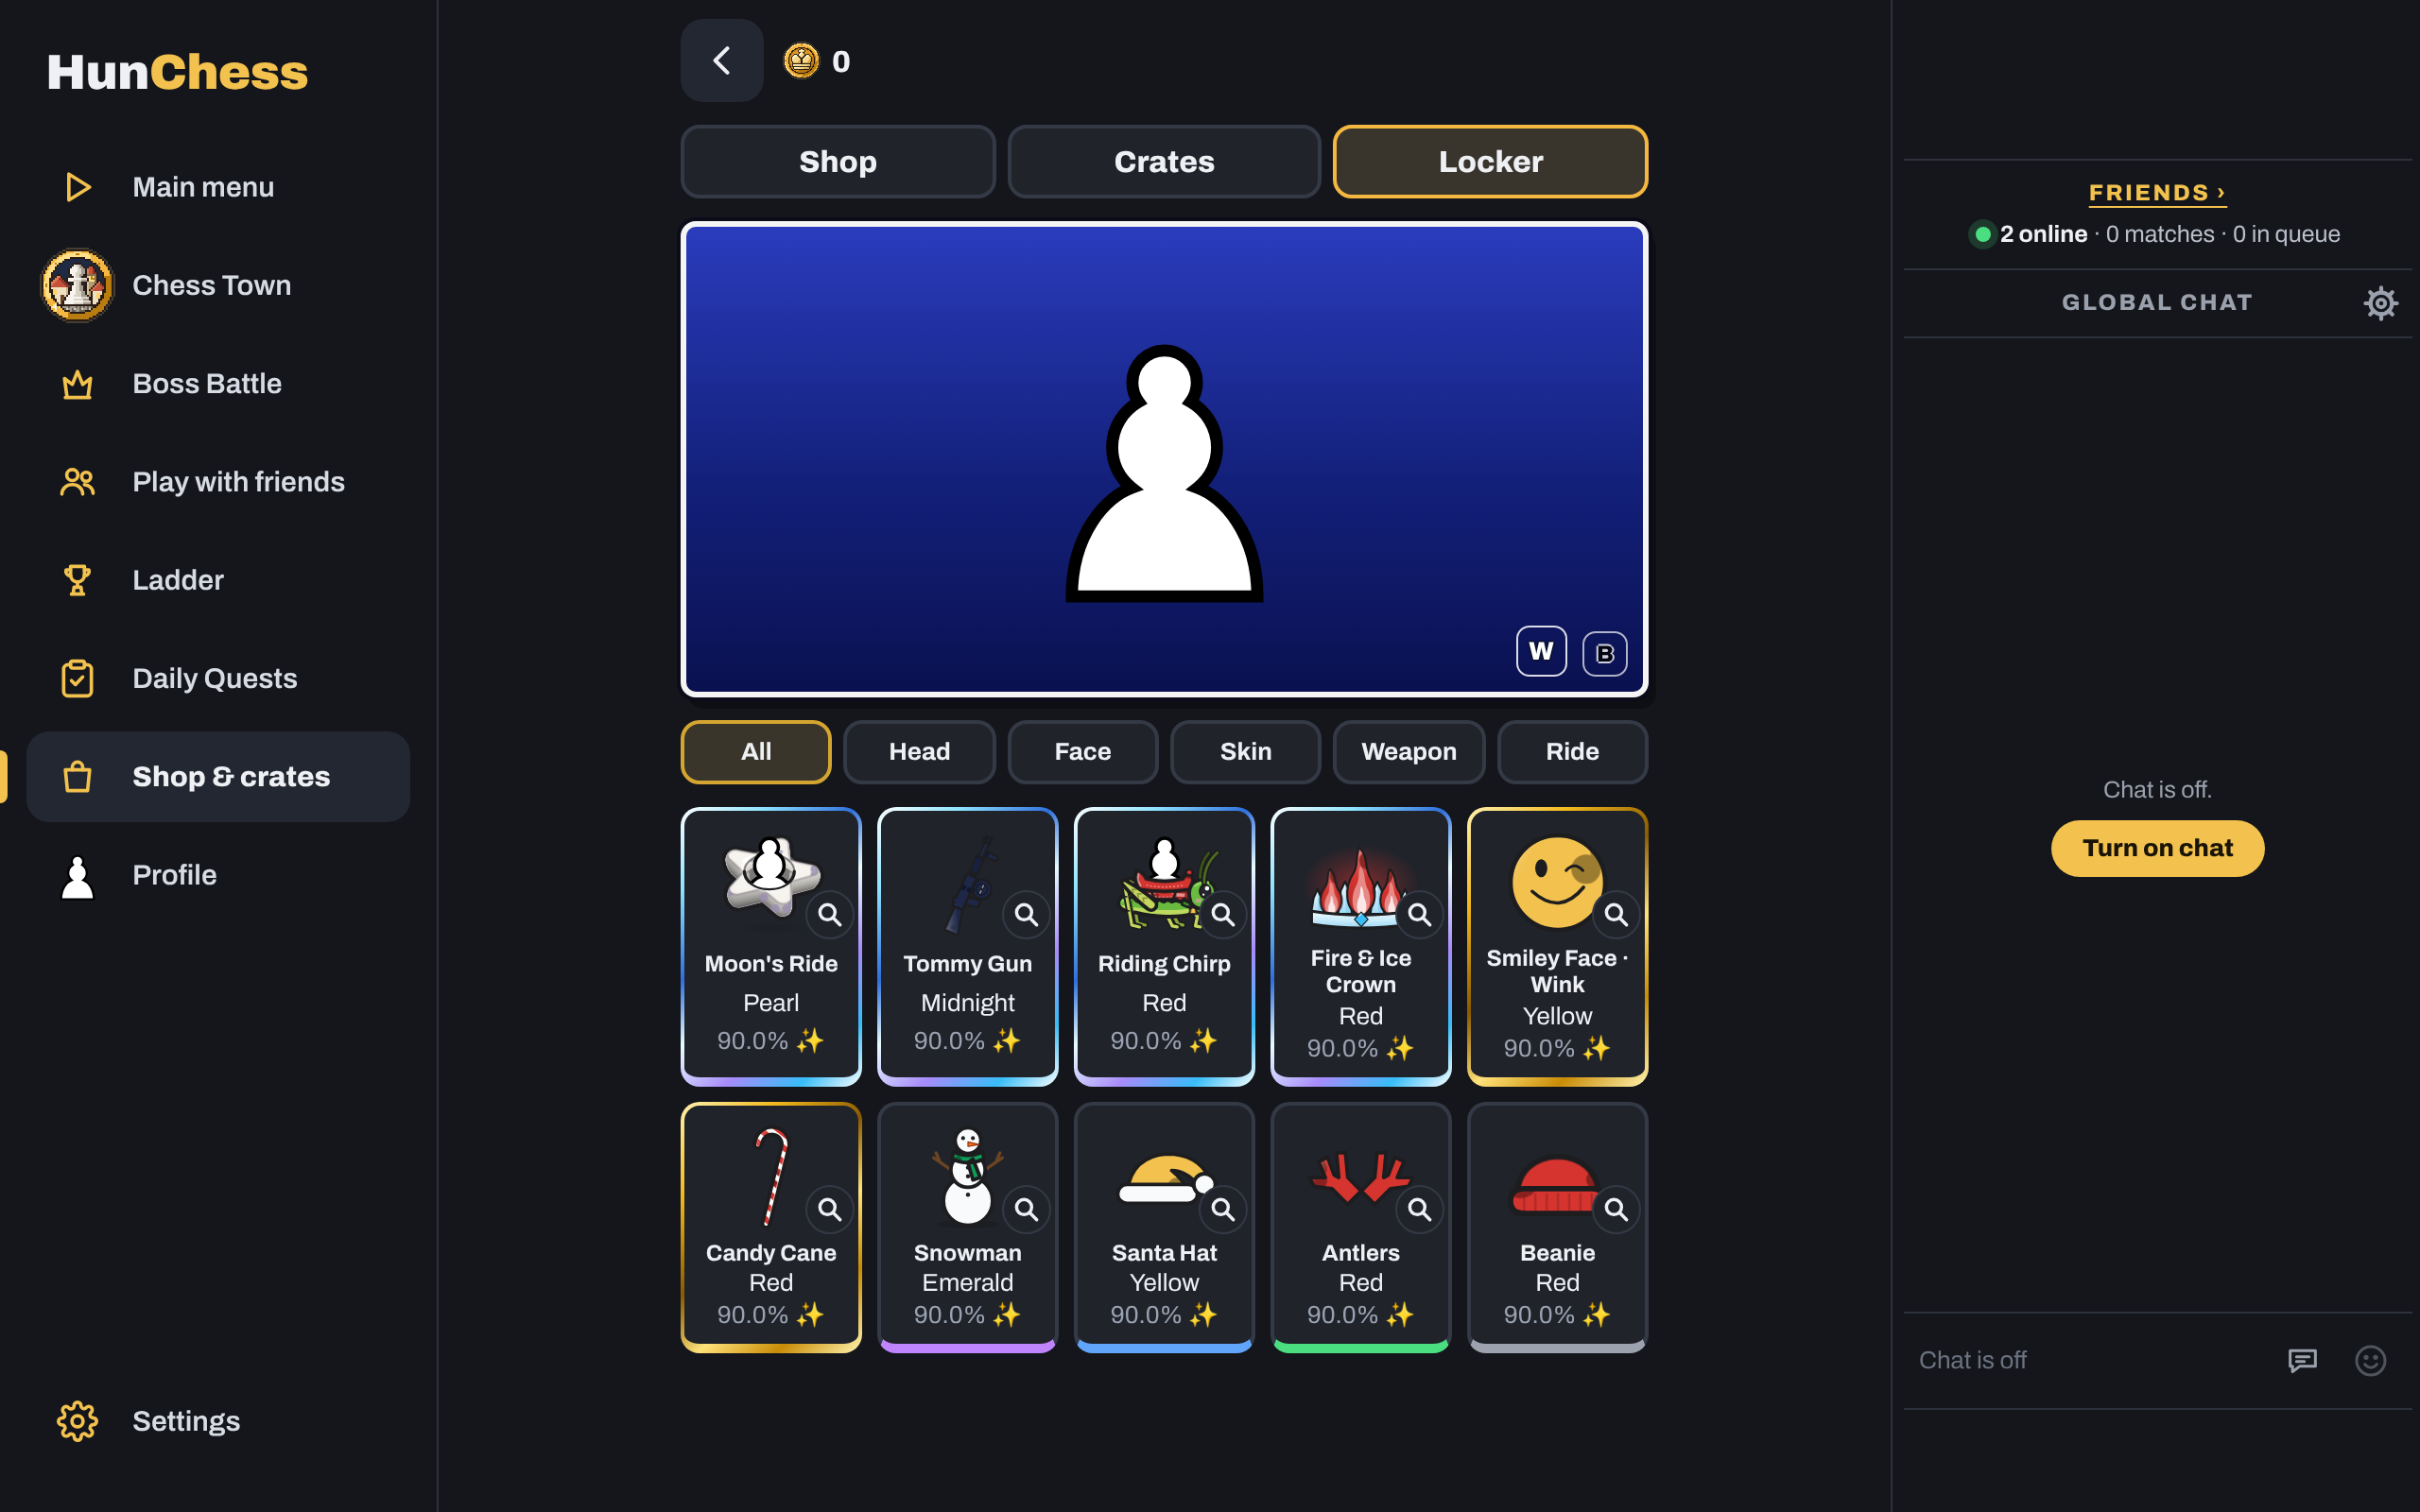 HunChess
Main menu
Chess Town
Boss Battle
Play with friends
Ladder
Daily Quests
Shop & crates
Profile
Settings
0
Shop
Crates
Locker
W
B
All
Head
Face
Skin
Weapon
Ride
Moon's Ride
Pearl
90.0% ✨
Tommy Gun
Midnight
90.0% ✨
Riding Chirp
Red
90.0% ✨
Fire & Ice
Crown
Red
90.0% ✨
Smiley Face ·
Wink
Yellow
90.0% ✨
Candy Cane
Red
90.0% ✨
Snowman
Emerald
90.0% ✨
Santa Hat
Yellow
90.0% ✨
Antlers
Red
90.0% ✨
Beanie
Red
90.0% ✨
FRIENDS ›
2 online · 0 matches · 0 in queue
GLOBAL CHAT
Chat is off.
Turn on chat
Chat is off